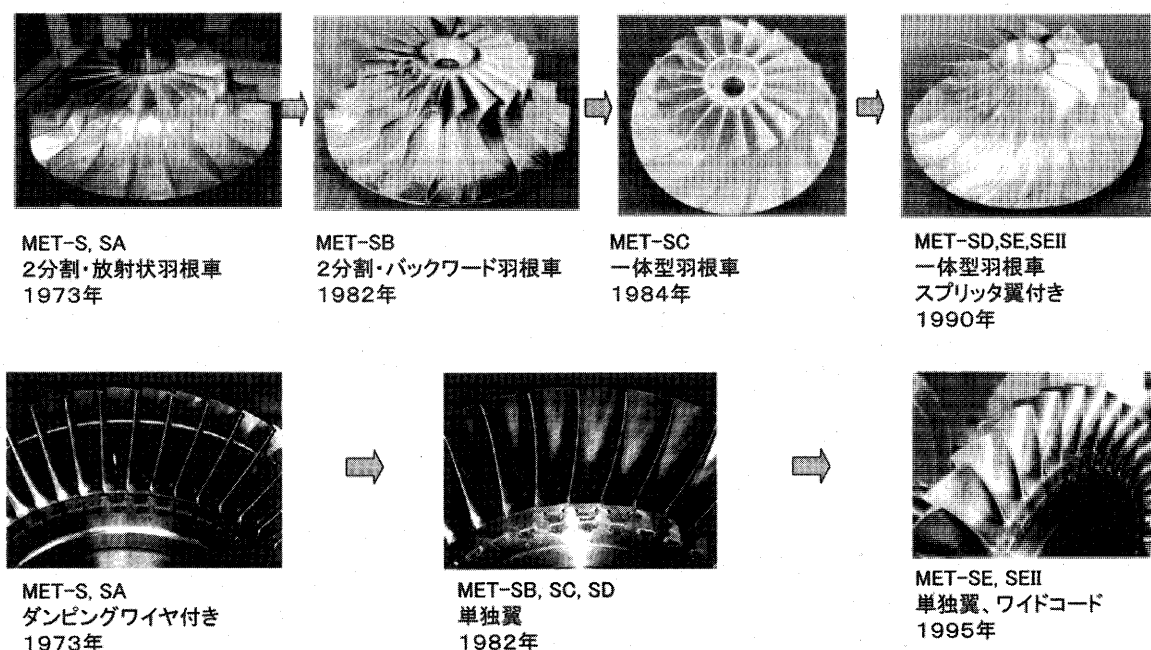 MET-S, SA
2分割・放射状羽根車
1973年
MET-SB
2分割・バックワード羽根車
1982年
MET-SC
一体型羽根車
1984年
MET-SD,SE,SEII
一体型羽根車
スプリッタ翼付き
1990年
MET-S, SA
ダンピングワイヤ付き
1973年
MET-SB, SC, SD
単独翼
1982年
MET-SE, SEII
単独翼、ワイドコード
1995年